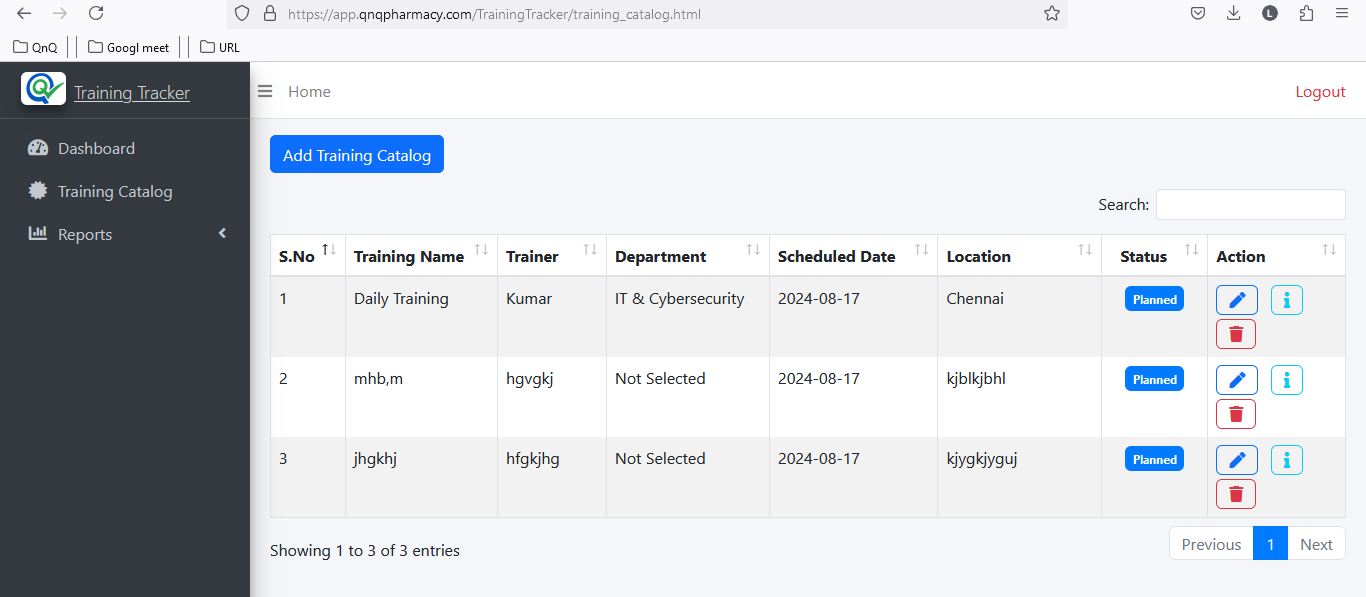 https://app.qnqpharmacy.com/TrainingTracker/training_catalog.html
L
QnQ Googl meet URL
Training Tracker
Home
Logout
Dashboard
Training Catalog
Reports
Add Training Catalog
Search:
S.No Training Name Trainer Department Scheduled Date Location Status Action
1 Daily Training Kumar IT & Cybersecurity 2024-08-17 Chennai Planned
2 mhb,m hgvgkj Not Selected 2024-08-17 kjblkjbhl Planned
3 jhgkhj hfgkjhg Not Selected 2024-08-17 kjygkjyguj Planned
Showing 1 to 3 of 3 entries
Previous 1 Next